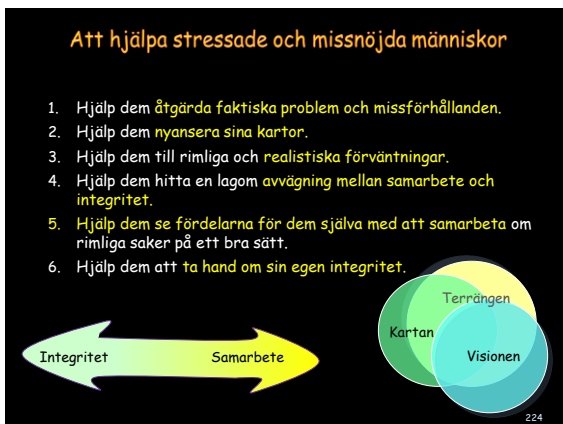 Att hjälpa stressade och missnöjda människor
1. Hjälp dem åtgärda faktiska problem och missförhållanden.
2. Hjälp dem nyansera sina kartor.
3. Hjälp dem till rimliga och realistiska förväntningar.
4. Hjälp dem hitta en lagom avvägning mellan samarbete och
integritet.
5. Hjälp dem se fördelarna för dem själva med att samarbeta om
rimliga saker på ett bra sätt.
6. Hjälp dem att ta hand om sin egen integritet.
Terrängen
Kartan
Visionen
Integritet
Samarbete
224